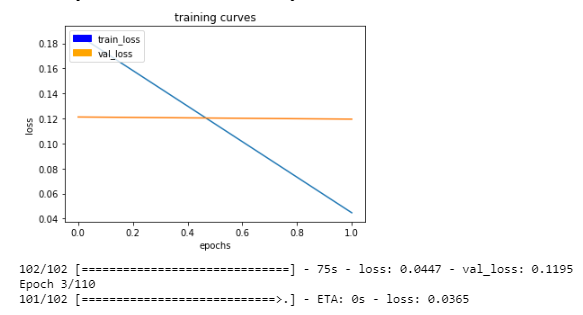 training curves
train_loss
val_loss
0.18
0.16
0.14
0.12
0.10
0.08
0.06
0.04
loss
0.0 0.2 0.4 0.6 0.8 1.0
epochs
102/102 [==============================] - 75s - loss: 0.0447 - val_loss: 0.1195
Epoch 3/110
101/102 [============================>.] - ETA: 0s - loss: 0.0365